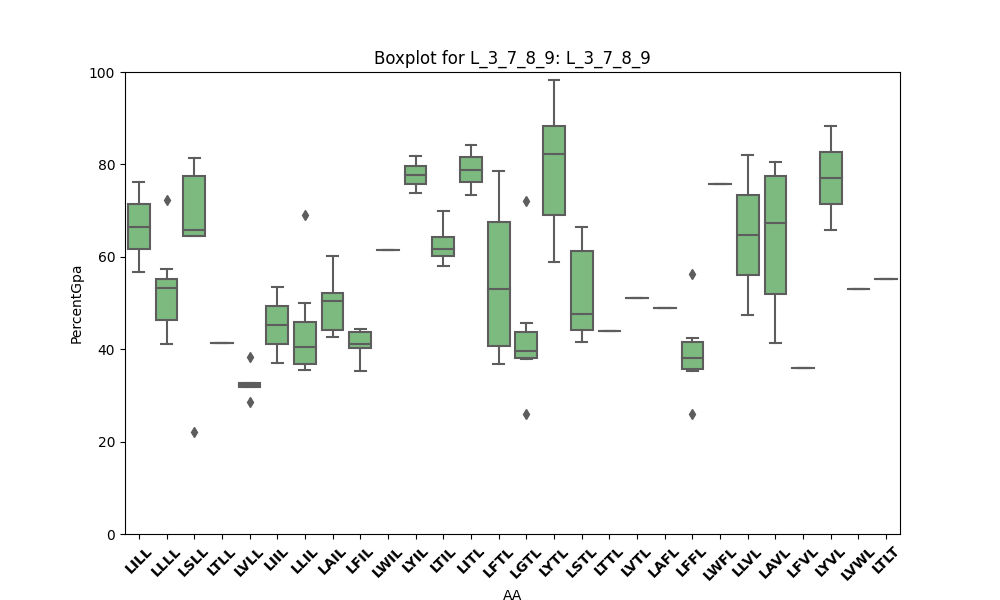 Boxplot for L_3_7_8_9: L_3_7_8_9
100
80
60
40
20
0
PercentGpa
LILL LLLL LSLL LTLL LVLL LIIL LLIL LAIL LFIL LWIL LYIL LTIL LITL LFTL LGTL LYTL LSTL LTTL LVTL LAFL LFFL LWFL LLVL LAVL LFVL LYVL LVWL LTLT
AA